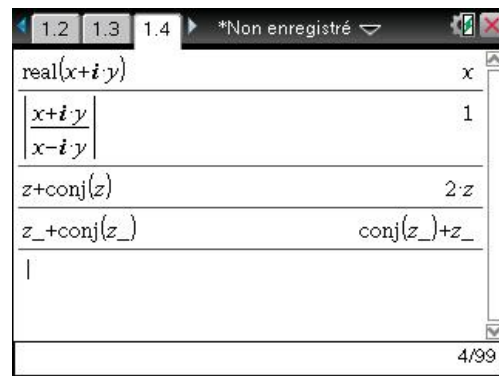 1.2 1.3 1.4 *Non enregistré
real(x+i·y) x
|(x+i·y)/(x−i·y)| 1
z+conj(z) 2·z
z_+conj(z_) conj(z_)+z_
4/99